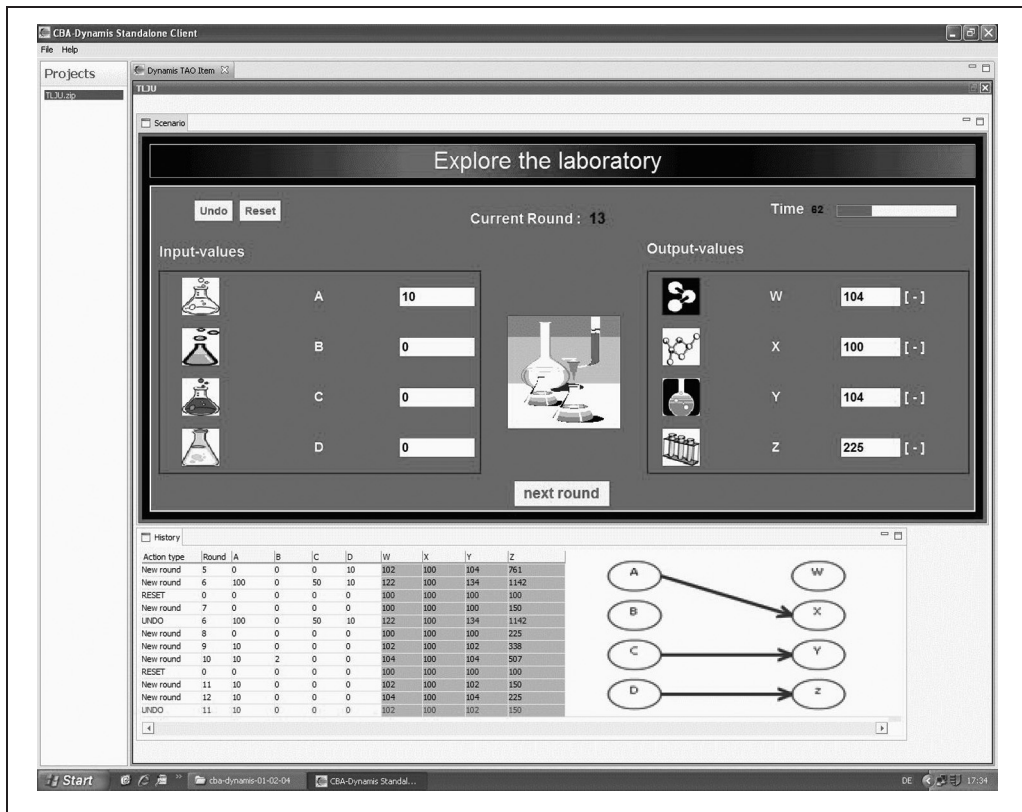 CBA-Dynamis Standalone Client
File Help
Projects
TLJU.zip
Dynamis TAO Item
TLJU
Scenario
Explore the laboratory
Undo Reset
Current Round : 13
Time 62
Input-values
Output-values
A 10
B 0
C 0
D 0
W 104 [ - ]
X 100 [ - ]
Y 104 [ - ]
Z 225 [ - ]
next round
History
Action type Round A B C D W X Y Z
New round 5 0 0 0 10 102 100 104 761
New round 6 100 0 50 10 122 100 134 1142
RESET 0 0 0 0 0 100 100 100 100
New round 7 0 0 0 0 100 100 100 150
UNDO 6 100 0 50 10 122 100 134 1142
New round 8 0 0 0 0 100 100 100 225
New round 9 10 0 0 0 102 100 102 338
New round 10 10 2 0 0 104 100 104 507
RESET 0 0 0 0 0 100 100 100 100
New round 11 10 0 0 0 102 100 102 150
New round 12 10 0 0 0 104 100 104 225
UNDO 11 10 0 0 0 102 100 102 150
A W
B X
C Y
D z
Start cba-dynamis-01-02-04 CBA-Dynamis Standal... DE 17:34